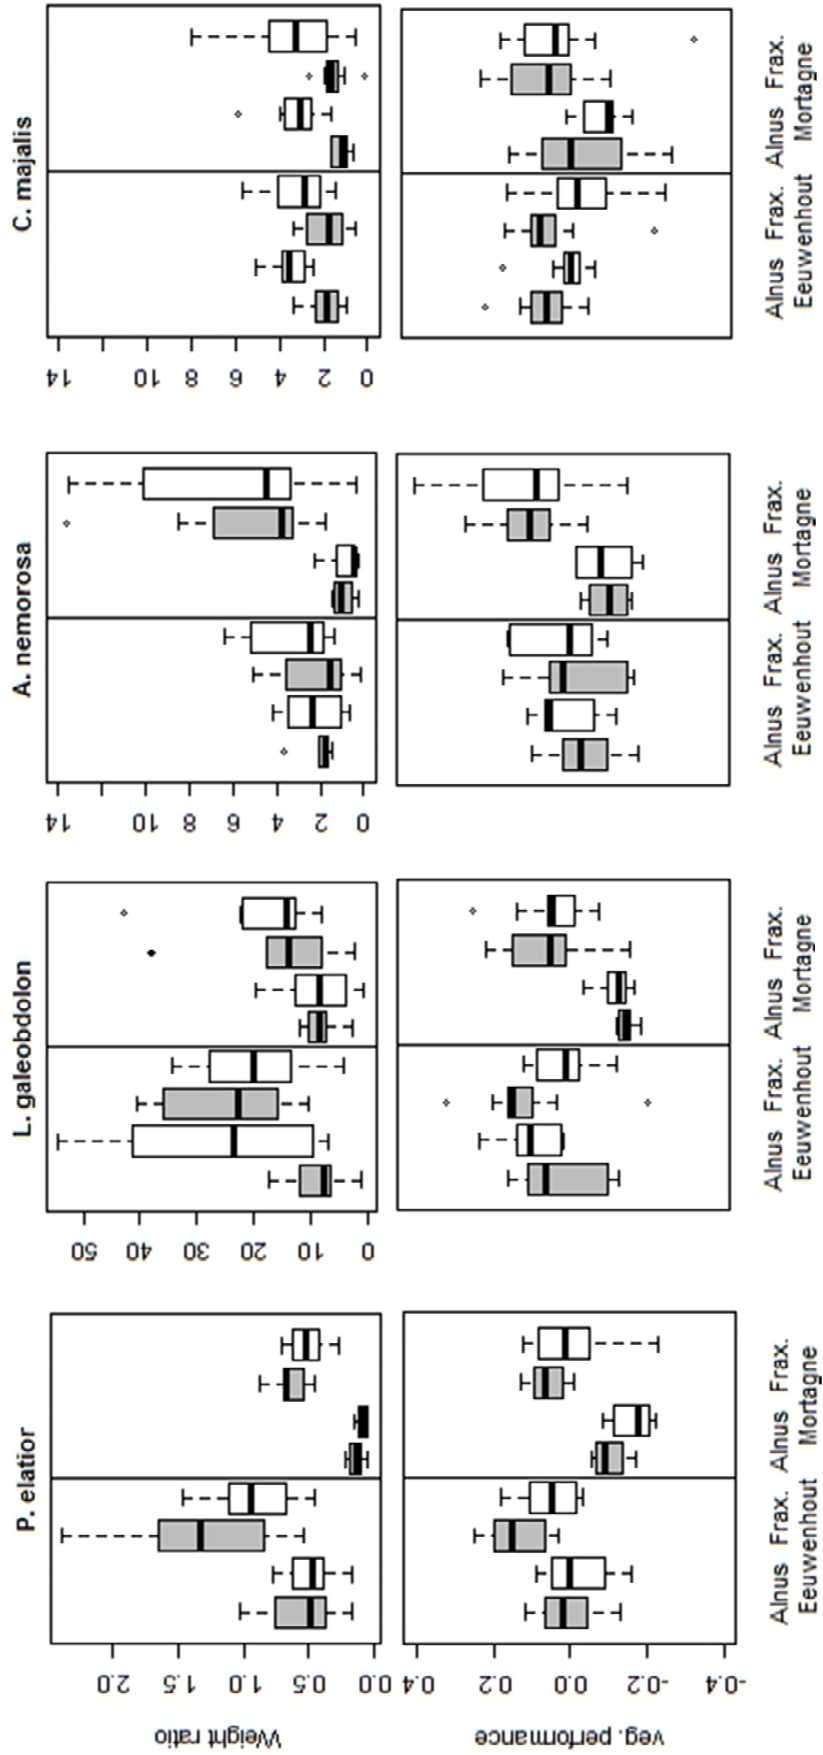 P. elatior
L. galeobdolon
A. nemorosa
C. majalis
Weight ratio
0.0 0.5 1.0 1.5 2.0
0 10 20 30 40 50
0 2 4 6 8 10 14
0 2 4 6 8 10 14
veg. performance
-0.4 -0.2 0.0 0.2 0.4
Alnus Frax. Alnus Frax.
Eeuwenhout Mortagne
Alnus Frax. Alnus Frax.
Eeuwenhout Mortagne
Alnus Frax. Alnus Frax.
Eeuwenhout Mortagne
Alnus Frax. Alnus Frax.
Eeuwenhout Mortagne